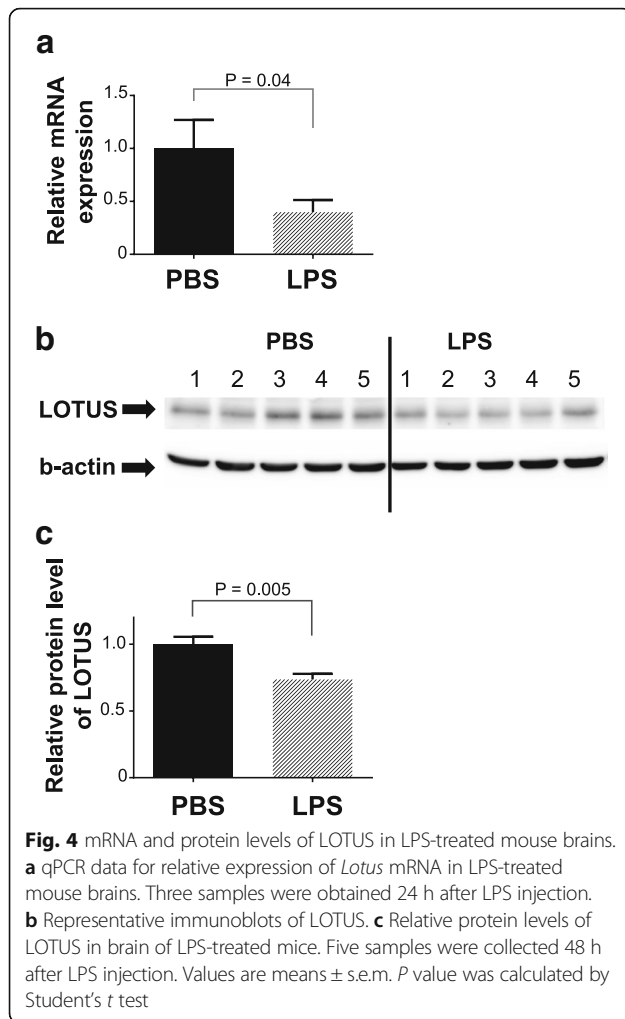 a
P = 0.04
Relative mRNA
expression
1.5
1.0
0.5
0
PBS LPS
b
PBS LPS
1 2 3 4 5 1 2 3 4 5
LOTUS
b-actin
c
P = 0.005
Relative protein level
of LOTUS
1.0
0.5
0
PBS LPS
Fig. 4 mRNA and protein levels of LOTUS in LPS-treated mouse brains.
a qPCR data for relative expression of Lotus mRNA in LPS-treated
mouse brains. Three samples were obtained 24 h after LPS injection.
b Representative immunoblots of LOTUS. c Relative protein levels of
LOTUS in brain of LPS-treated mice. Five samples were collected 48 h
after LPS injection. Values are means ± s.e.m. P value was calculated by
Student's t test